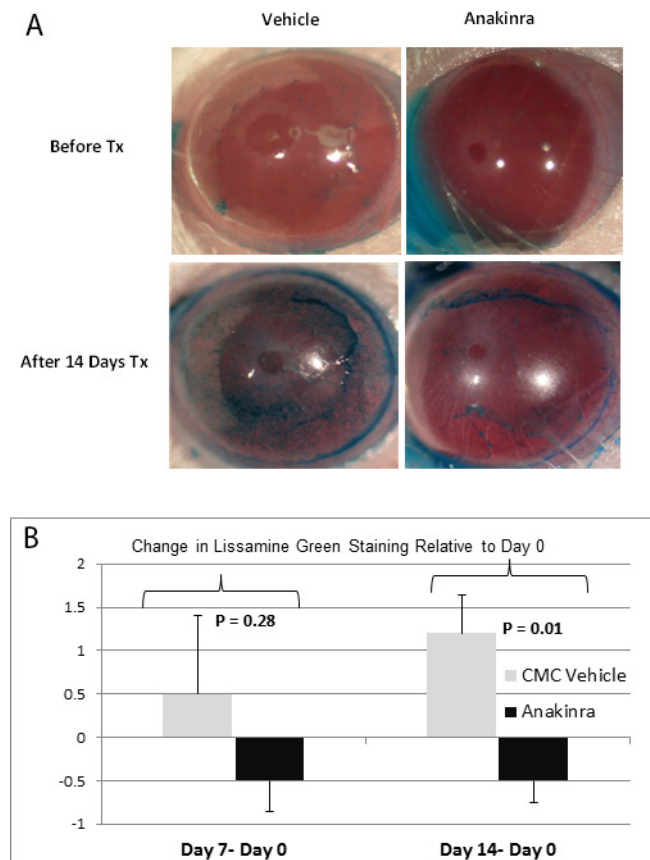 A
Vehicle
Anakinra
Before Tx
After 14 Days Tx
B
Change in Lissamine Green Staining Relative to Day 0
2
1.5
1
0.5
0
-0.5
-1
P = 0.28
P = 0.01
CMC Vehicle
Anakinra
Day 7- Day 0
Day 14- Day 0